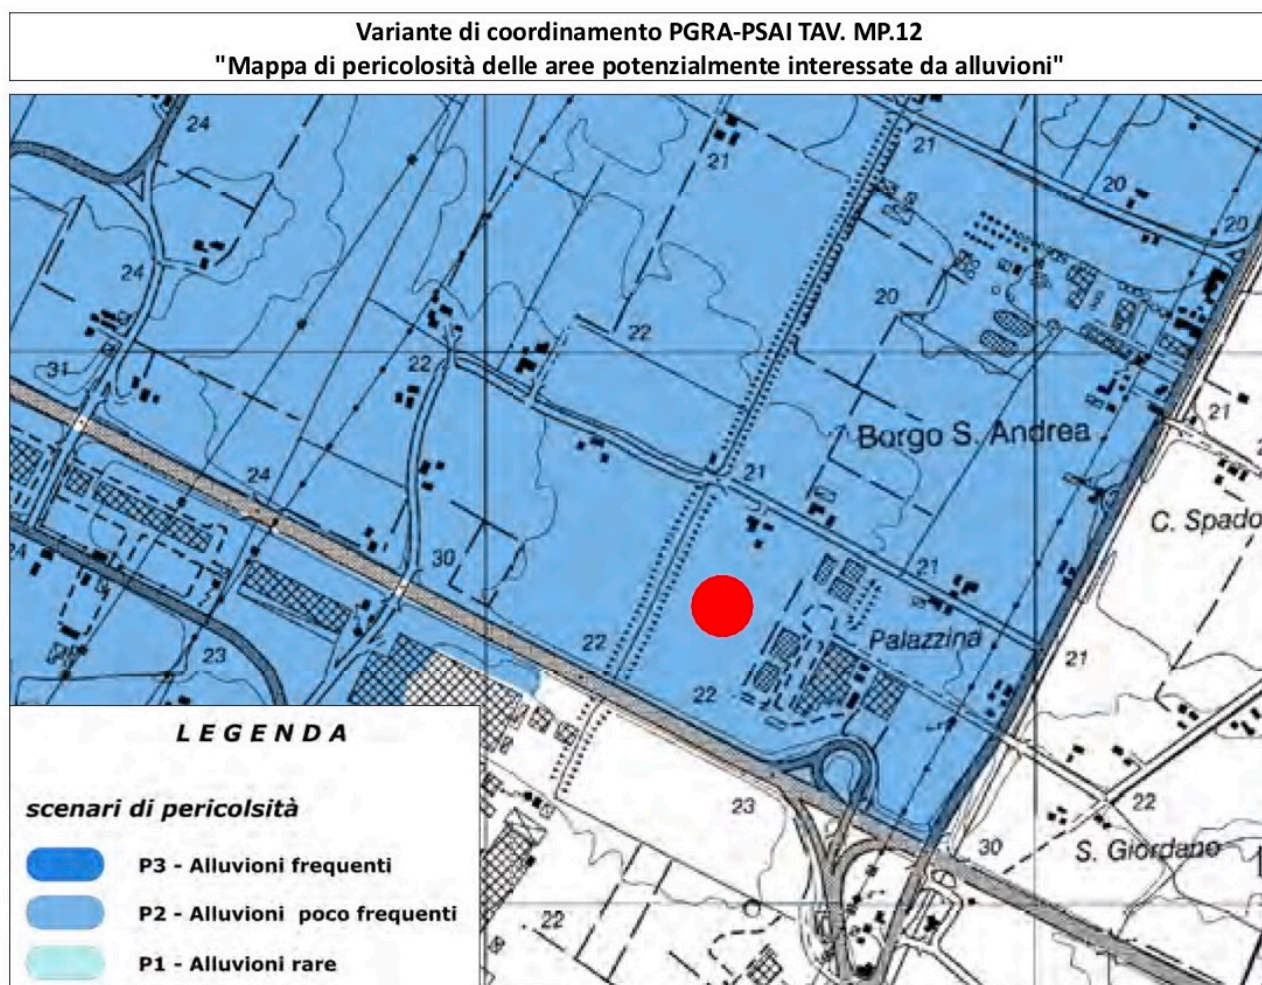 Variante di coordinamento PGRA-PSAI TAV. MP.12
"Mappa di pericolosità delle aree potenzialmente interessate da alluvioni"
24
21
21
20
20
24
20
22
31
22
Borgo S. Andrea
21
21
24
C. Spado
30
21
24
22
Palazzina
21
23
22
LEGENDA
scenari di pericolsità
P3 - Alluvioni frequenti
P2 - Alluvioni poco frequenti
P1 - Alluvioni rare
23
22
30
S. Giordano
22